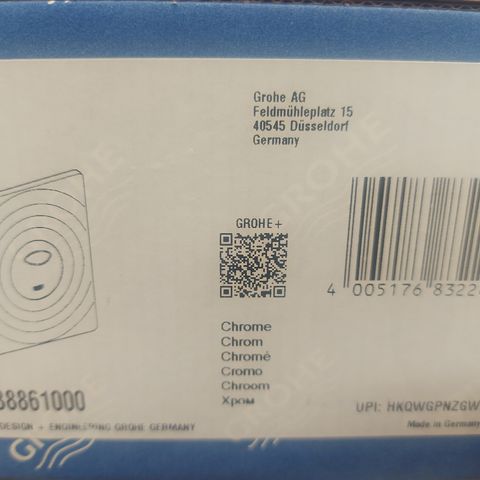 Grohe AG
Feldmühleplatz 15
40545 Düsseldorf
Germany
GROHE+
4 005176 8322
Chrome
Chrom
Chromé
Cromo
Chroom
Хром
38861000
DESIGN + ENGINEERING GROHE GERMANY
UPI: HKQWGPNZGW
Made in Germany
GROHE